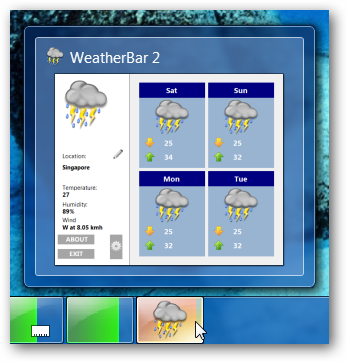 WeatherBar 2
Location:
Singapore
Temperature:
27
Humidity:
89%
Wind
W at 8.05 kmh
ABOUT
EXIT
Sat
25
34
Sun
25
32
Mon
25
32
Tue
25
32